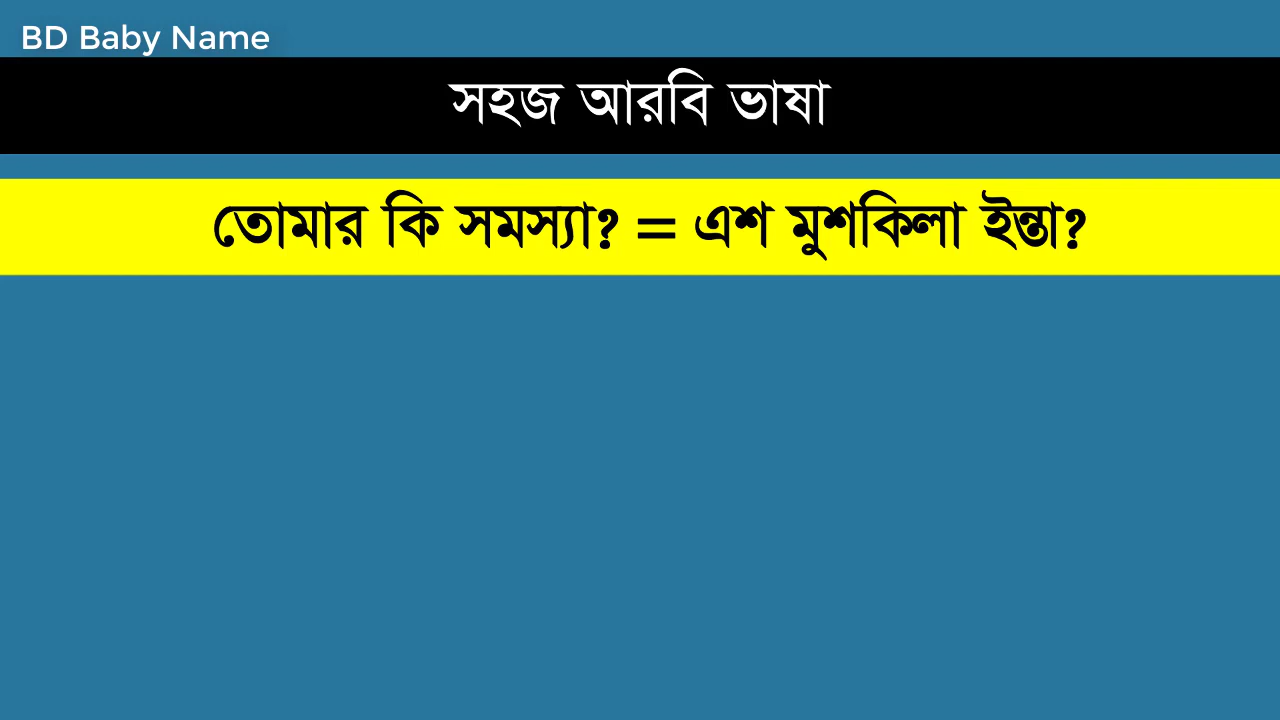 BD Baby Name
সহজ আরবি ভাষা
তোমার কি সমস্যা? = এশ মুশকিলা ইন্তা?